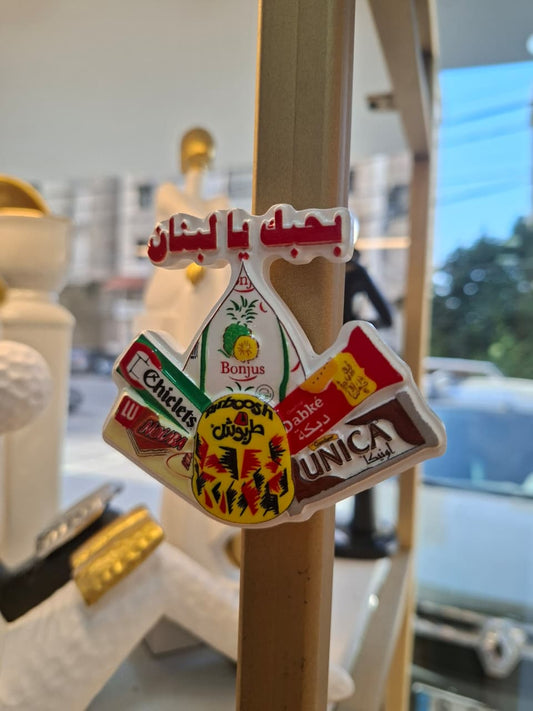 بحبك يا لبنان
Bonjus
Chiclets
Tarboosh
طربوش
Dabké
دبكة
UNICA
أونيكا